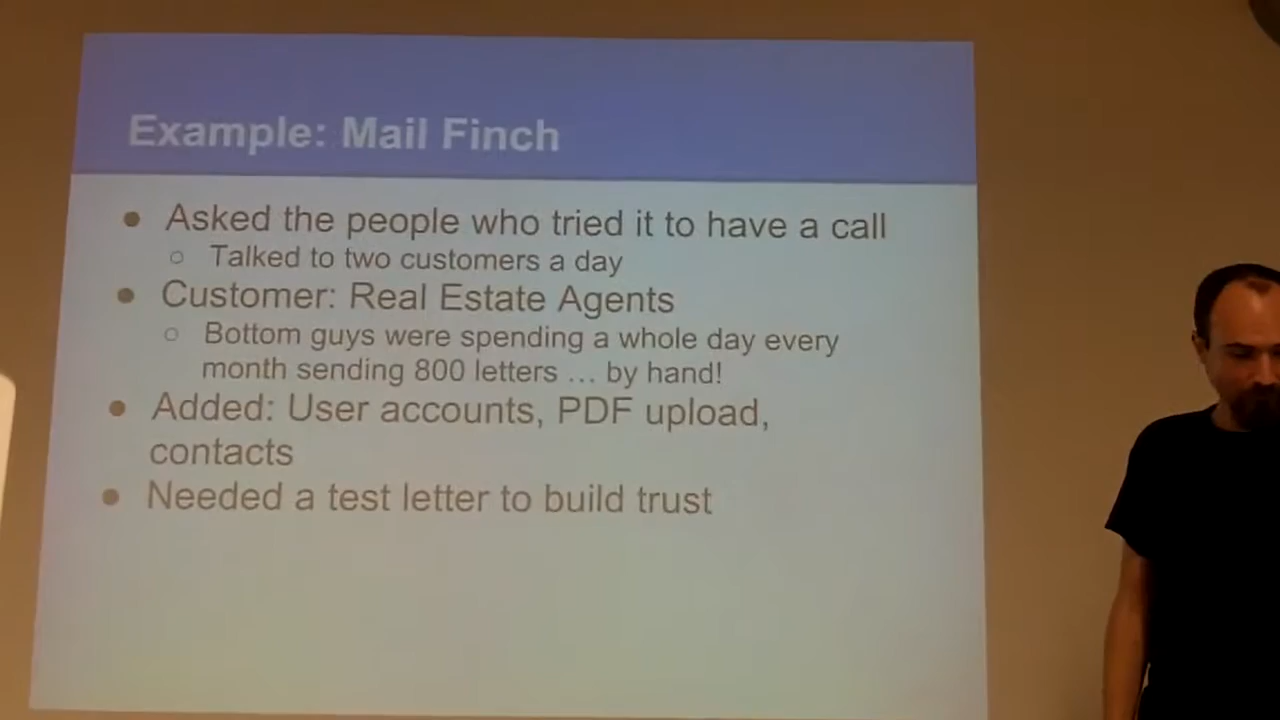 Example: Mail Finch
● Asked the people who tried it to have a call
○ Talked to two customers a day
● Customer: Real Estate Agents
○ Bottom guys were spending a whole day every
month sending 800 letters ... by hand!
● Added: User accounts, PDF upload,
contacts
● Needed a test letter to build trust